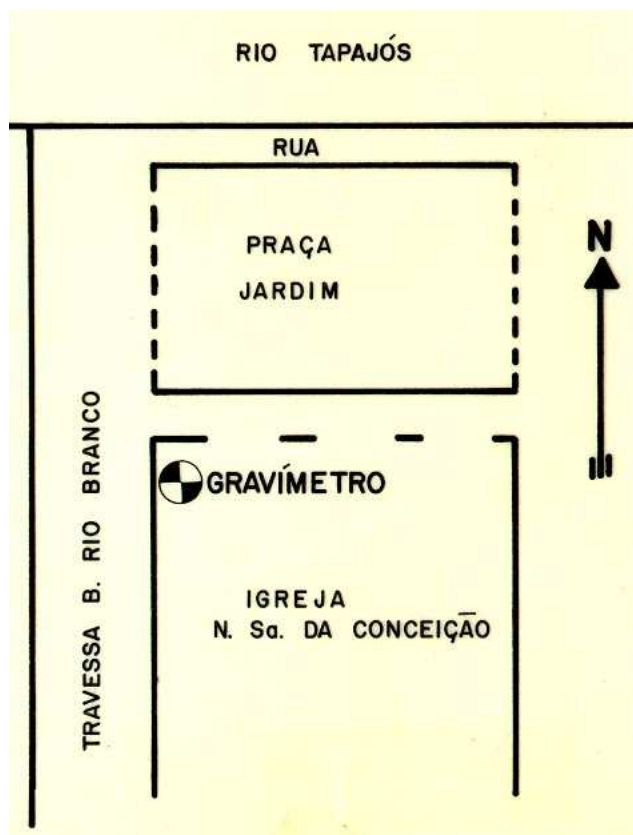 RIO TAPAJÓS
RUA
PRAÇA
JARDIM
N
GRAVÍMETRO
IGREJA
N. Sa. DA CONCEIÇÃO
TRAVESSA B. RIO BRANCO